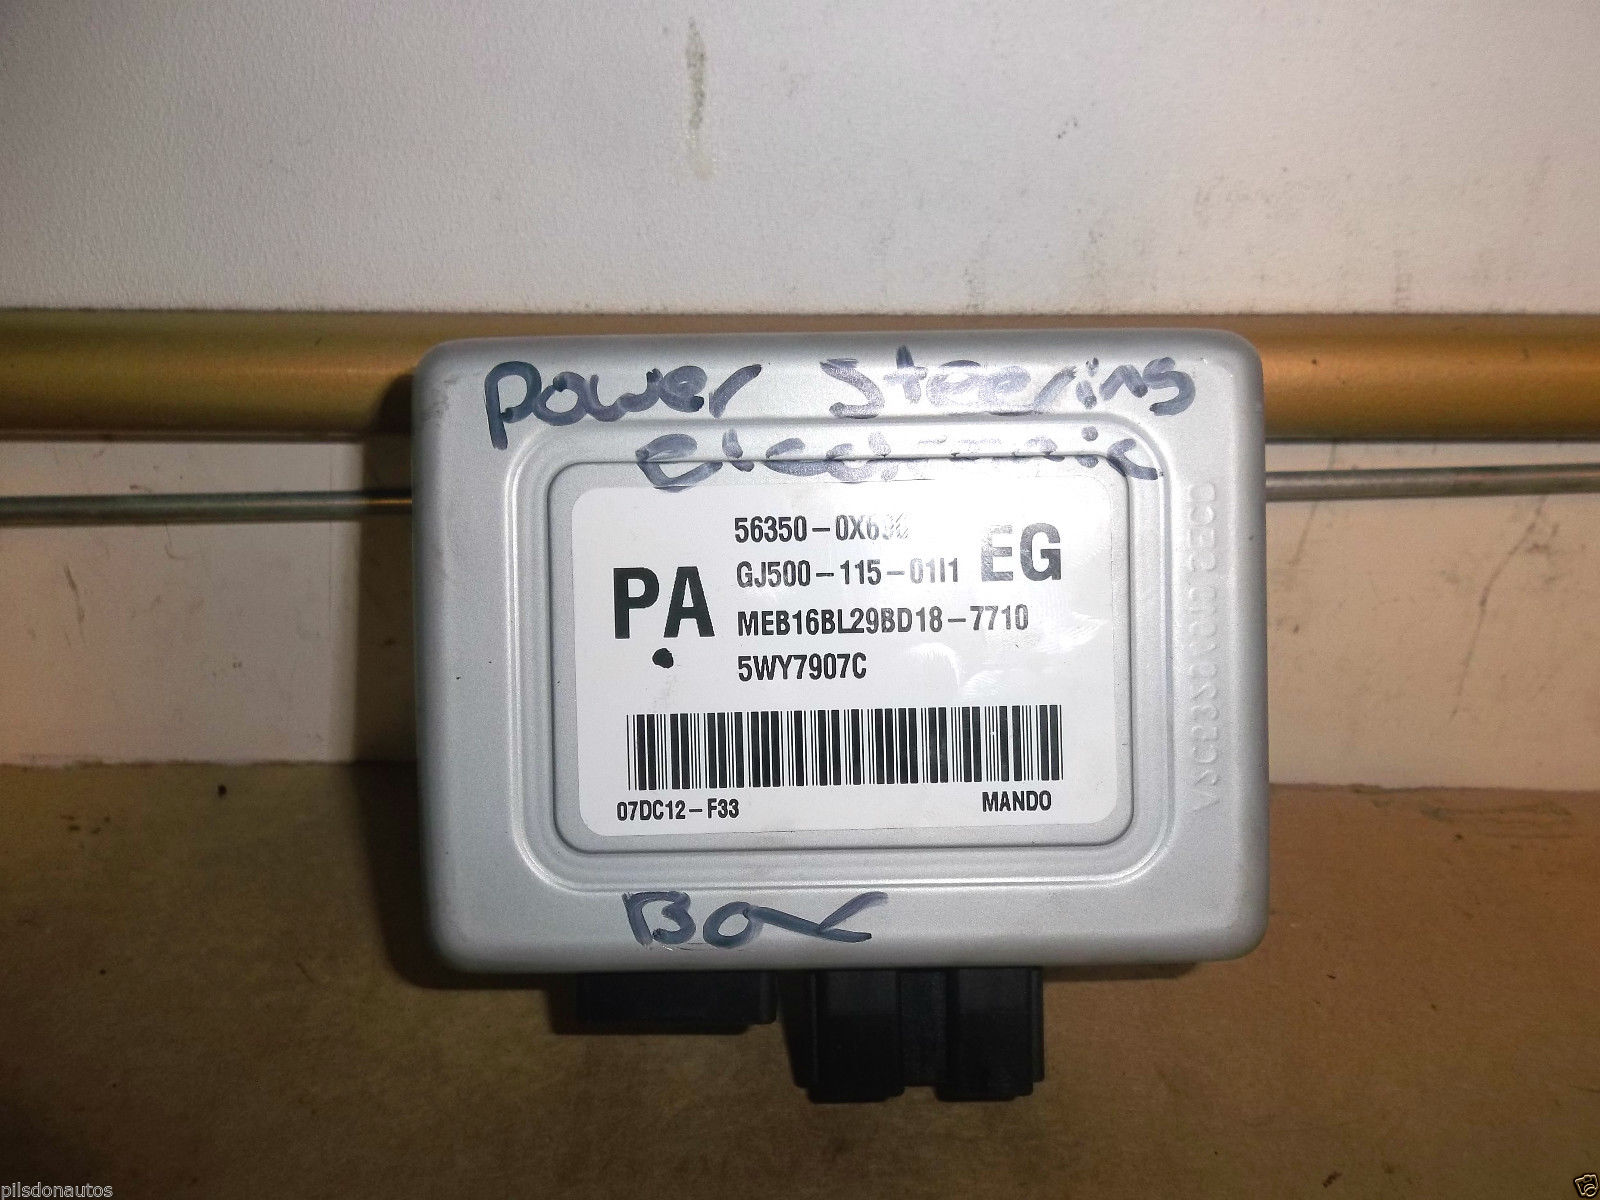 Power Steering
Electronic
56350-0X6
EG
GJ500-115-01I1
PA
MEB16BL29BD18-7710
5WY7907C
07DC12-F33
MANDO
Box
pilsdonautos